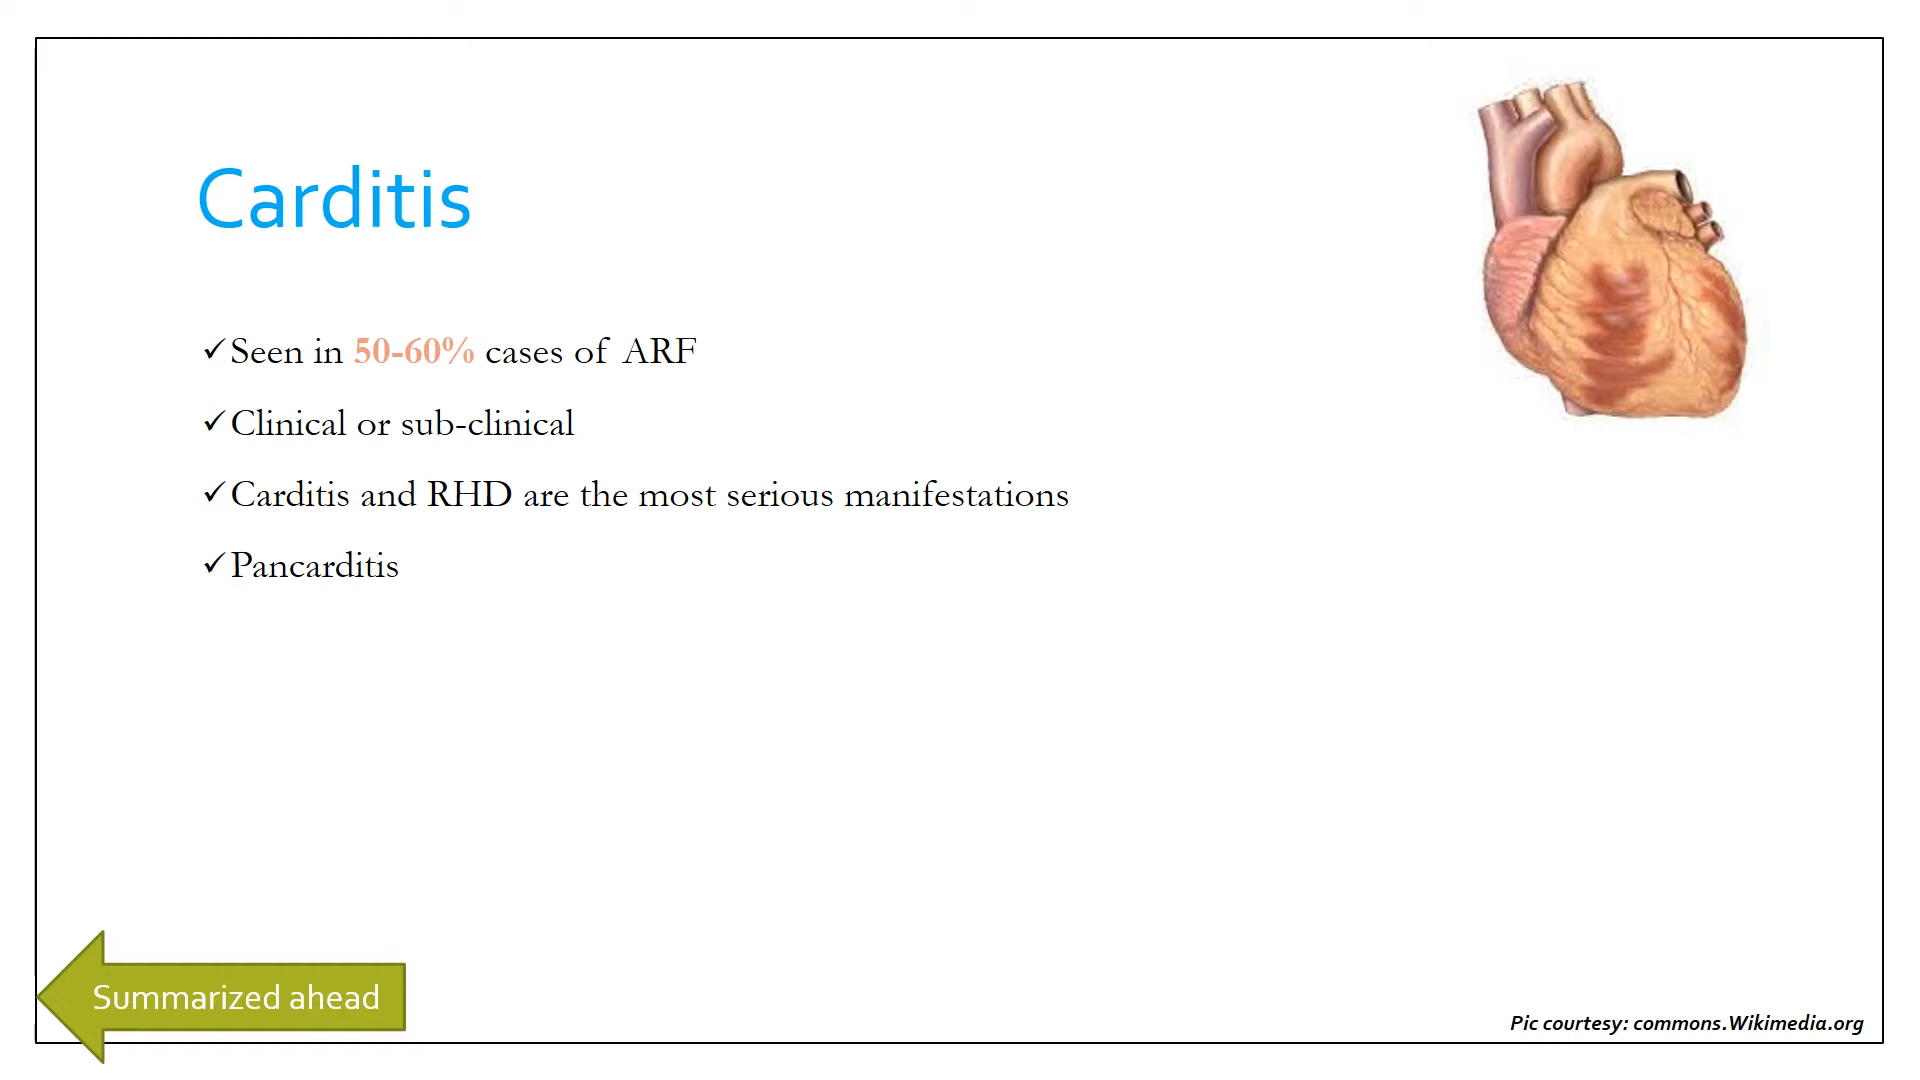 Carditis
✓Seen in 50-60% cases of ARF
✓Clinical or sub-clinical
✓Carditis and RHD are the most serious manifestations
✓Pancarditis
Summarized ahead
Pic courtesy: commons.Wikimedia.org